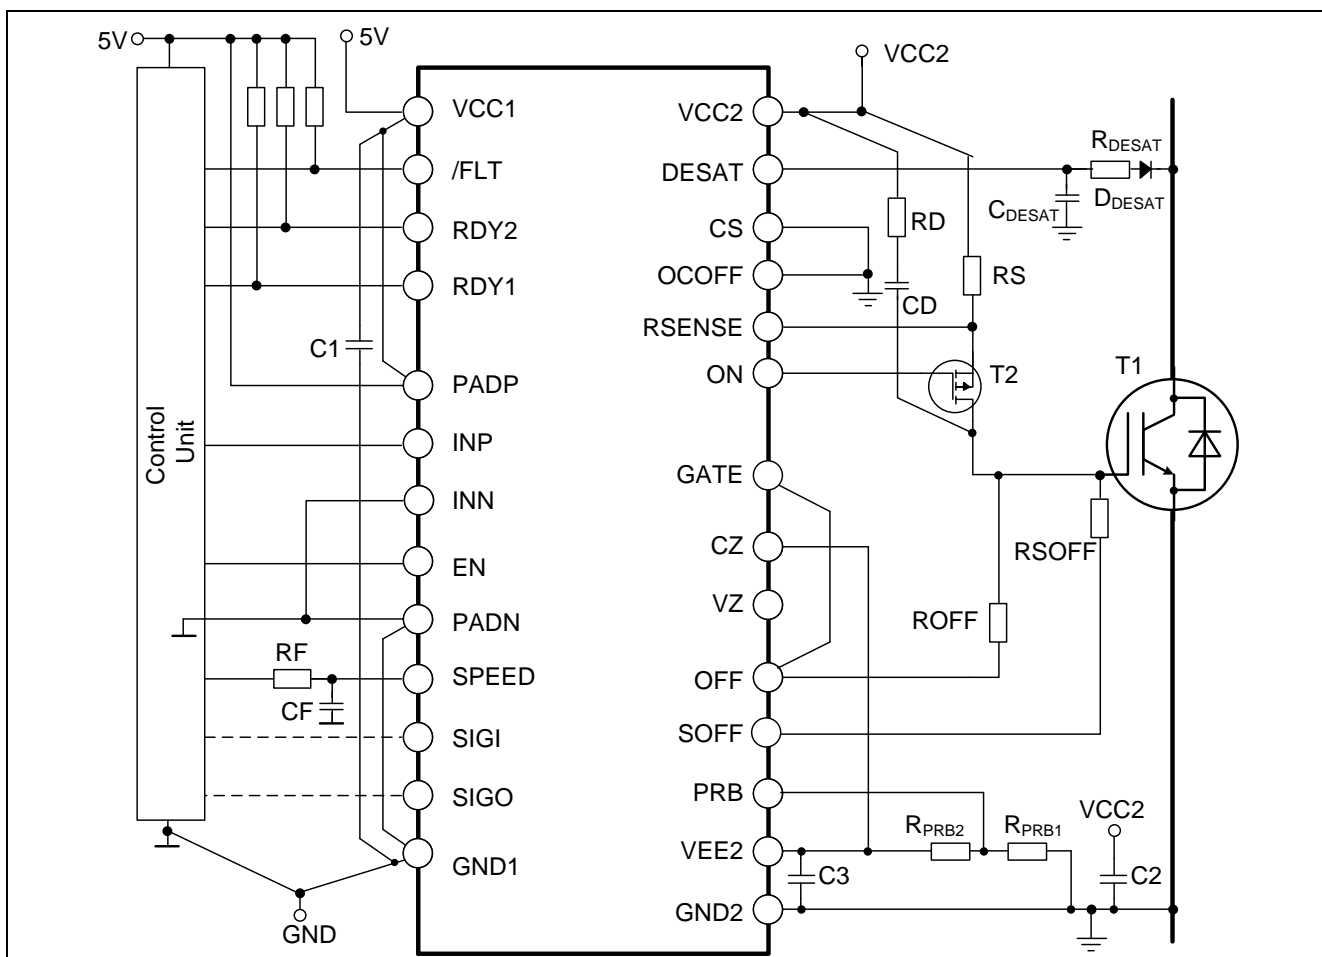 5V
5V
VCC2
VCC1
VCC2
/FLT
DESAT
RDESAT
DDESAT
CDESAT
RDY2
CS
RD
RDY1
OCOFF
RS
CD
C1
RSENSE
PADP
ON
T2
T1
Control
Unit
INP
GATE
INN
CZ
RSOFF
EN
VZ
ROFF
PADN
RF
SPEED
OFF
CF
SIGI
SOFF
SIGO
PRB
VCC2
RPRB2
RPRB1
GND1
VEE2
C3
C2
GND2
GND